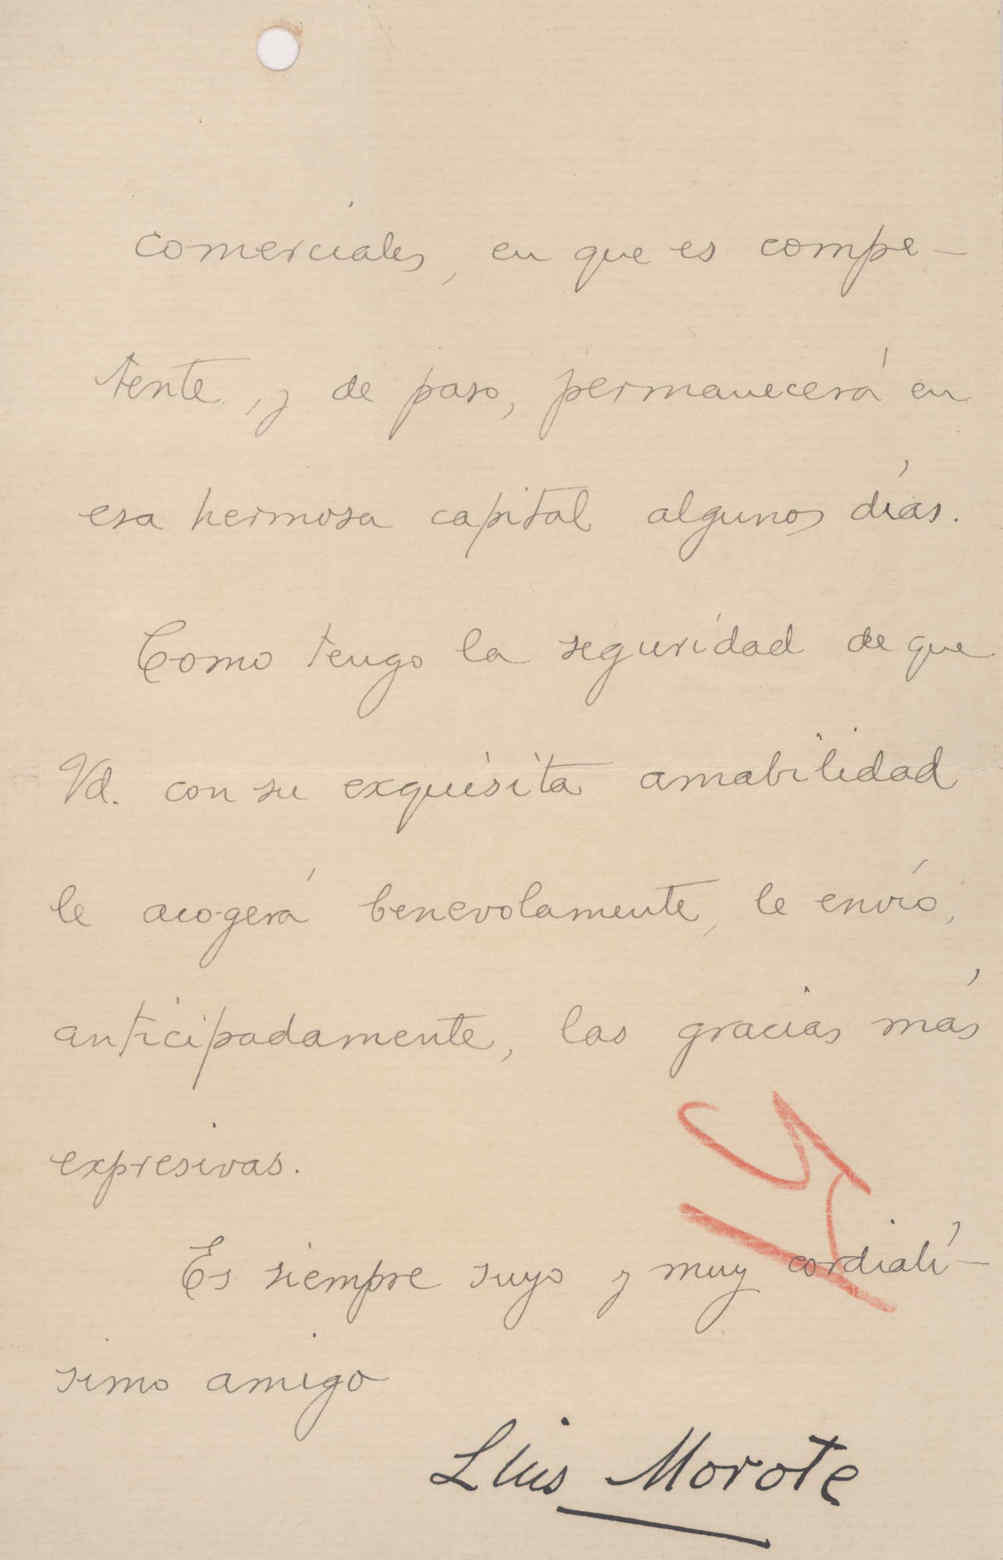 comerciales, en que es compe-
tente, y de paso, permanecerá en
esa hermosa capital algunos días.
Como tengo la seguridad de que
Vd. con su exquisita amabilidad
le acogerá benevolamente, le envío,
anticipadamente, las gracias más
expresivas.
Es siempre suyo y muy cordialí-
simo amigo
Luis Morote